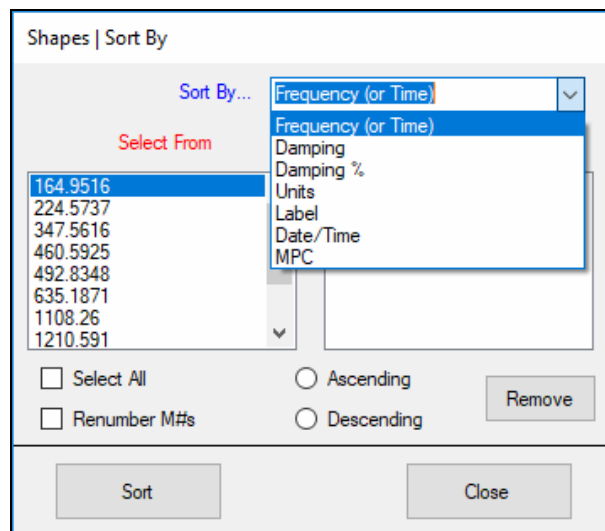 Shapes | Sort By
Sort By... Frequency (or Time)
Frequency (or Time)
Damping
Damping %
Units
Label
Date/Time
MPC
Select From
164.9516
224.5737
347.5616
460.5925
492.8348
635.1871
1108.26
1210.591
Select All Ascending
Remove
Renumber M#s Descending
Sort Close